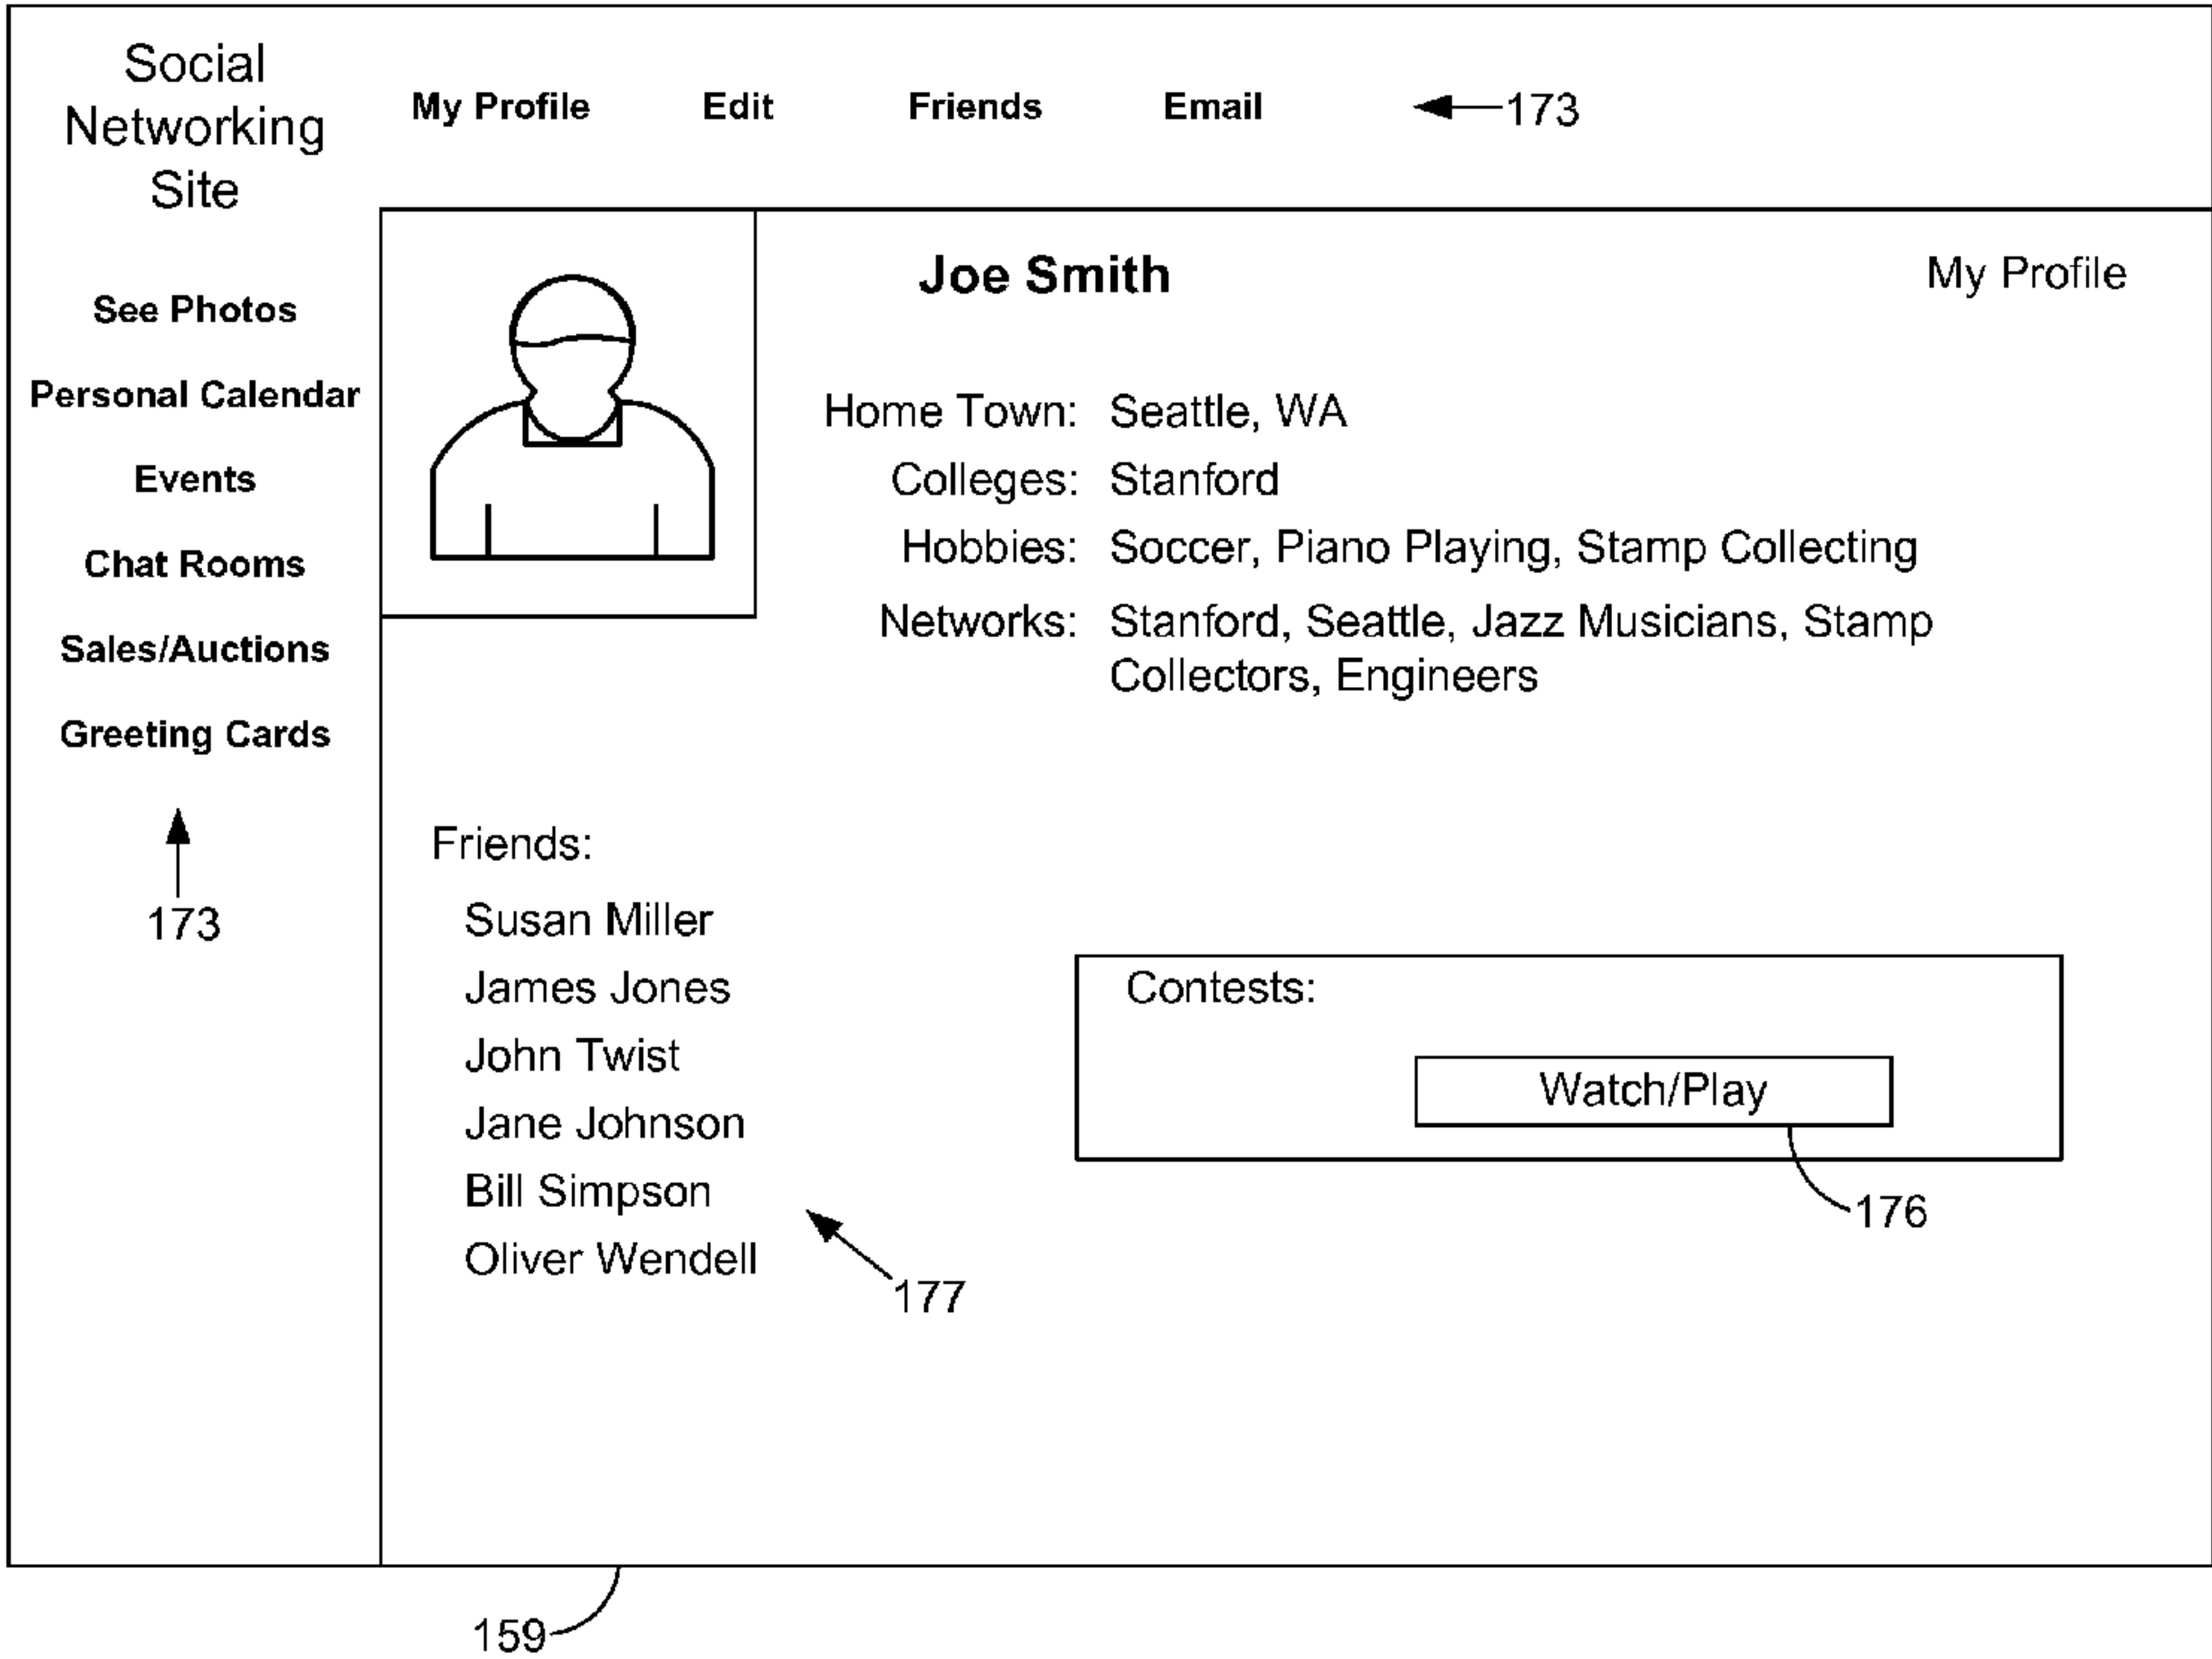 Social
Networking
Site
My Profile
Edit
Friends
Email
173
See Photos
Personal Calendar
Events
Chat Rooms
Sales/Auctions
Greeting Cards
173
Joe Smith
My Profile
Home Town: Seattle, WA
Colleges: Stanford
Hobbies: Soccer, Piano Playing, Stamp Collecting
Networks: Stanford, Seattle, Jazz Musicians, Stamp
Collectors, Engineers
Friends:
Susan Miller
James Jones
John Twist
Jane Johnson
Bill Simpson
Oliver Wendell
177
Contests:
Watch/Play
176
159